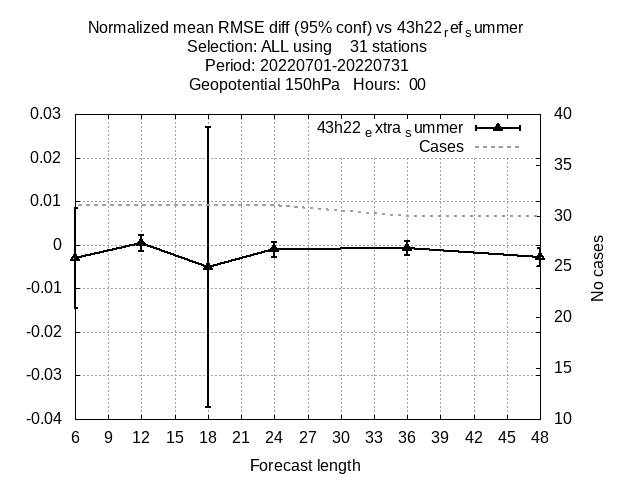 Normalized mean RMSE diff (95% conf) vs 43h22refsummer
Selection: ALL using 31 stations
Period: 20220701-20220731
Geopotential 150hPa Hours: 00
43h22extrasummer
Cases
0.03
0.02
0.01
0
-0.01
-0.02
-0.03
-0.04
40
35
30
25
20
15
10
No cases
6 9 12 15 18 21 24 27 30 33 36 39 42 45 48
Forecast length